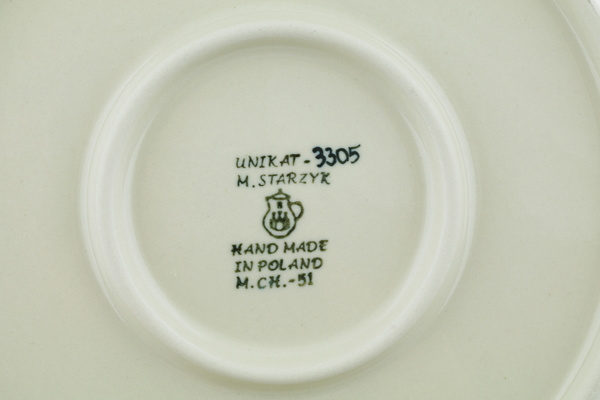 UNIKAT-3305
M.STARZYK
HAND MADE
IN POLAND
M.CH.-51